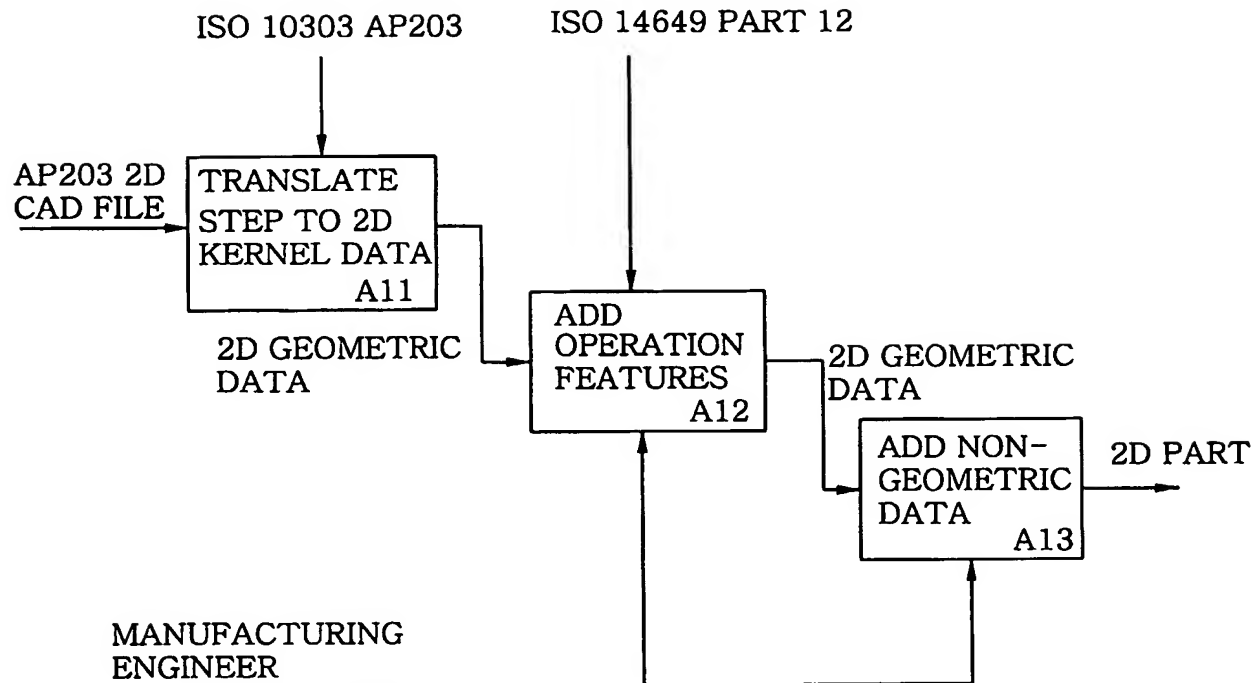 ISO 10303 AP203
ISO 14649 PART 12
AP203 2D
CAD FILE
TRANSLATE
STEP TO 2D
KERNEL DATA
A11
2D GEOMETRIC
DATA
ADD
OPERATION
FEATURES
A12
2D GEOMETRIC
DATA
ADD NON-
GEOMETRIC
DATA
A13
2D PART
MANUFACTURING
ENGINEER